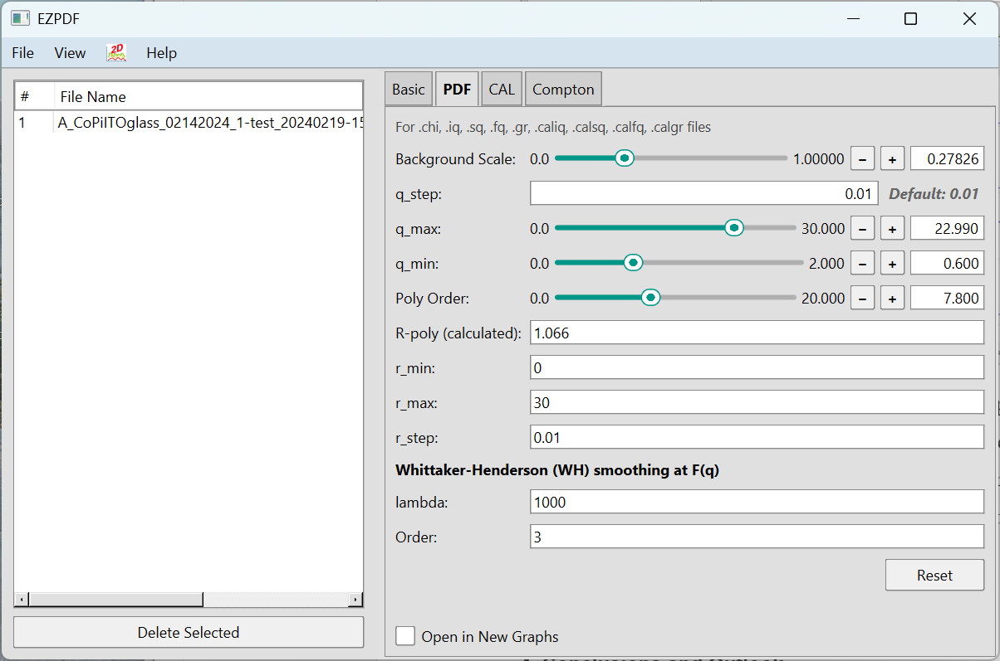 EZPDF
File View 2D Help
# File Name
1 A_CoPiITOglass_02142024_1-test_20240219-15
Delete Selected
Basic PDF CAL Compton
For .chi, .iq, .sq, .fq, .gr, .caliq, .calsq, .calfq, .calgr files
Background Scale: 0.0 1.00000 - + 0.27826
q_step: 0.01 Default: 0.01
q_max: 0.0 30.000 - + 22.990
q_min: 0.0 2.000 - + 0.600
Poly Order: 0.0 20.000 - + 7.800
R-poly (calculated): 1.066
r_min: 0
r_max: 30
r_step: 0.01
Whittaker-Henderson (WH) smoothing at F(q)
lambda: 1000
Order: 3
Reset
Open in New Graphs